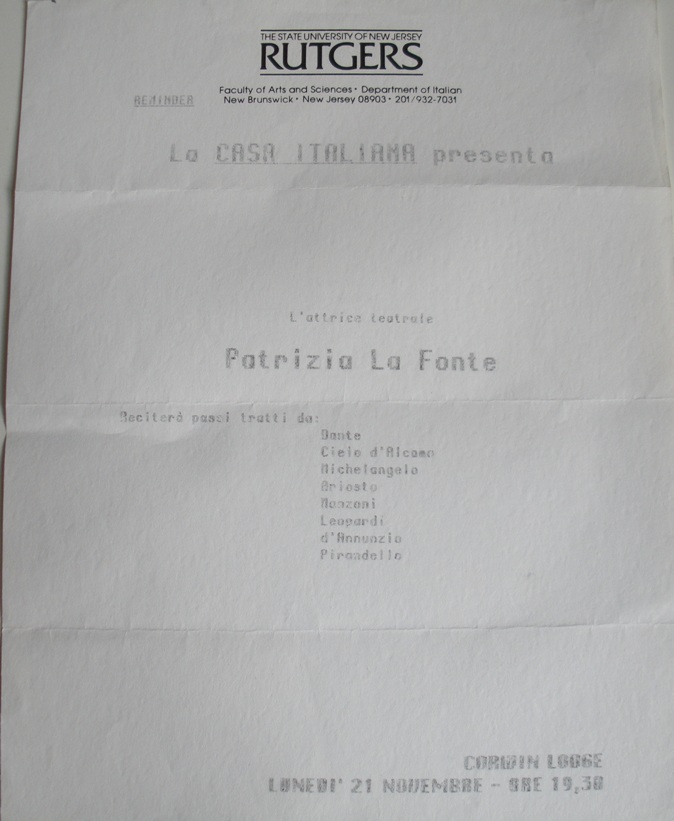 THE STATE UNIVERSITY OF NEW JERSEY
RUTGERS
Faculty of Arts and Sciences · Department of Italian
New Brunswick · New Jersey 08903 · 201/932-7031
REMINDER
La CASA ITALIANA presenta
L'attrice teatrale
Patrizia La Fonte
Reciterà passi tratti da:
Dante
Cielo d'Alcamo
Michelangelo
Ariosto
Manzoni
Leopardi
d'Annunzio
Pirandello
CORWIN LODGE
LUNEDI' 21 NOVEMBRE - ORE 19,30